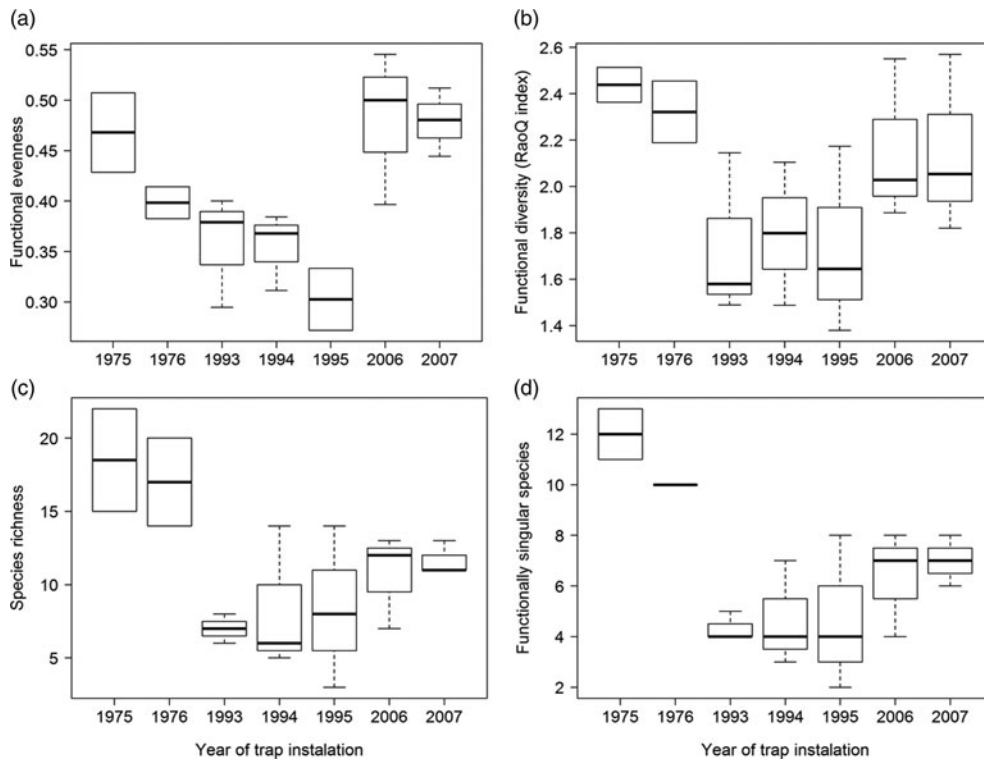 (a)
Functional evenness
0.55
0.50
0.45
0.40
0.35
0.30
1975 1976 1993 1994 1995 2006 2007
(b)
Functional diversity (RaoQ index)
2.6
2.4
2.2
2.0
1.8
1.6
1.4
1975 1976 1993 1994 1995 2006 2007
(c)
Species richness
20
15
10
5
1975 1976 1993 1994 1995 2006 2007
Year of trap instalation
(d)
Functionally singular species
12
10
8
6
4
2
1975 1976 1993 1994 1995 2006 2007
Year of trap instalation